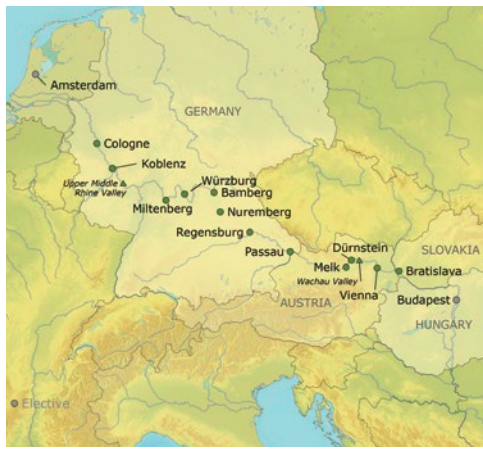 Amsterdam
GERMANY
Cologne
Koblenz
Upper Middle
Rhine Valley
Würzburg
Bamberg
Miltenberg
Nuremberg
Regensburg
Passau
Dürnstein
SLOVAKIA
Melk
Bratislava
Wachau Valley
Vienna
AUSTRIA
Budapest
HUNGARY
Elective